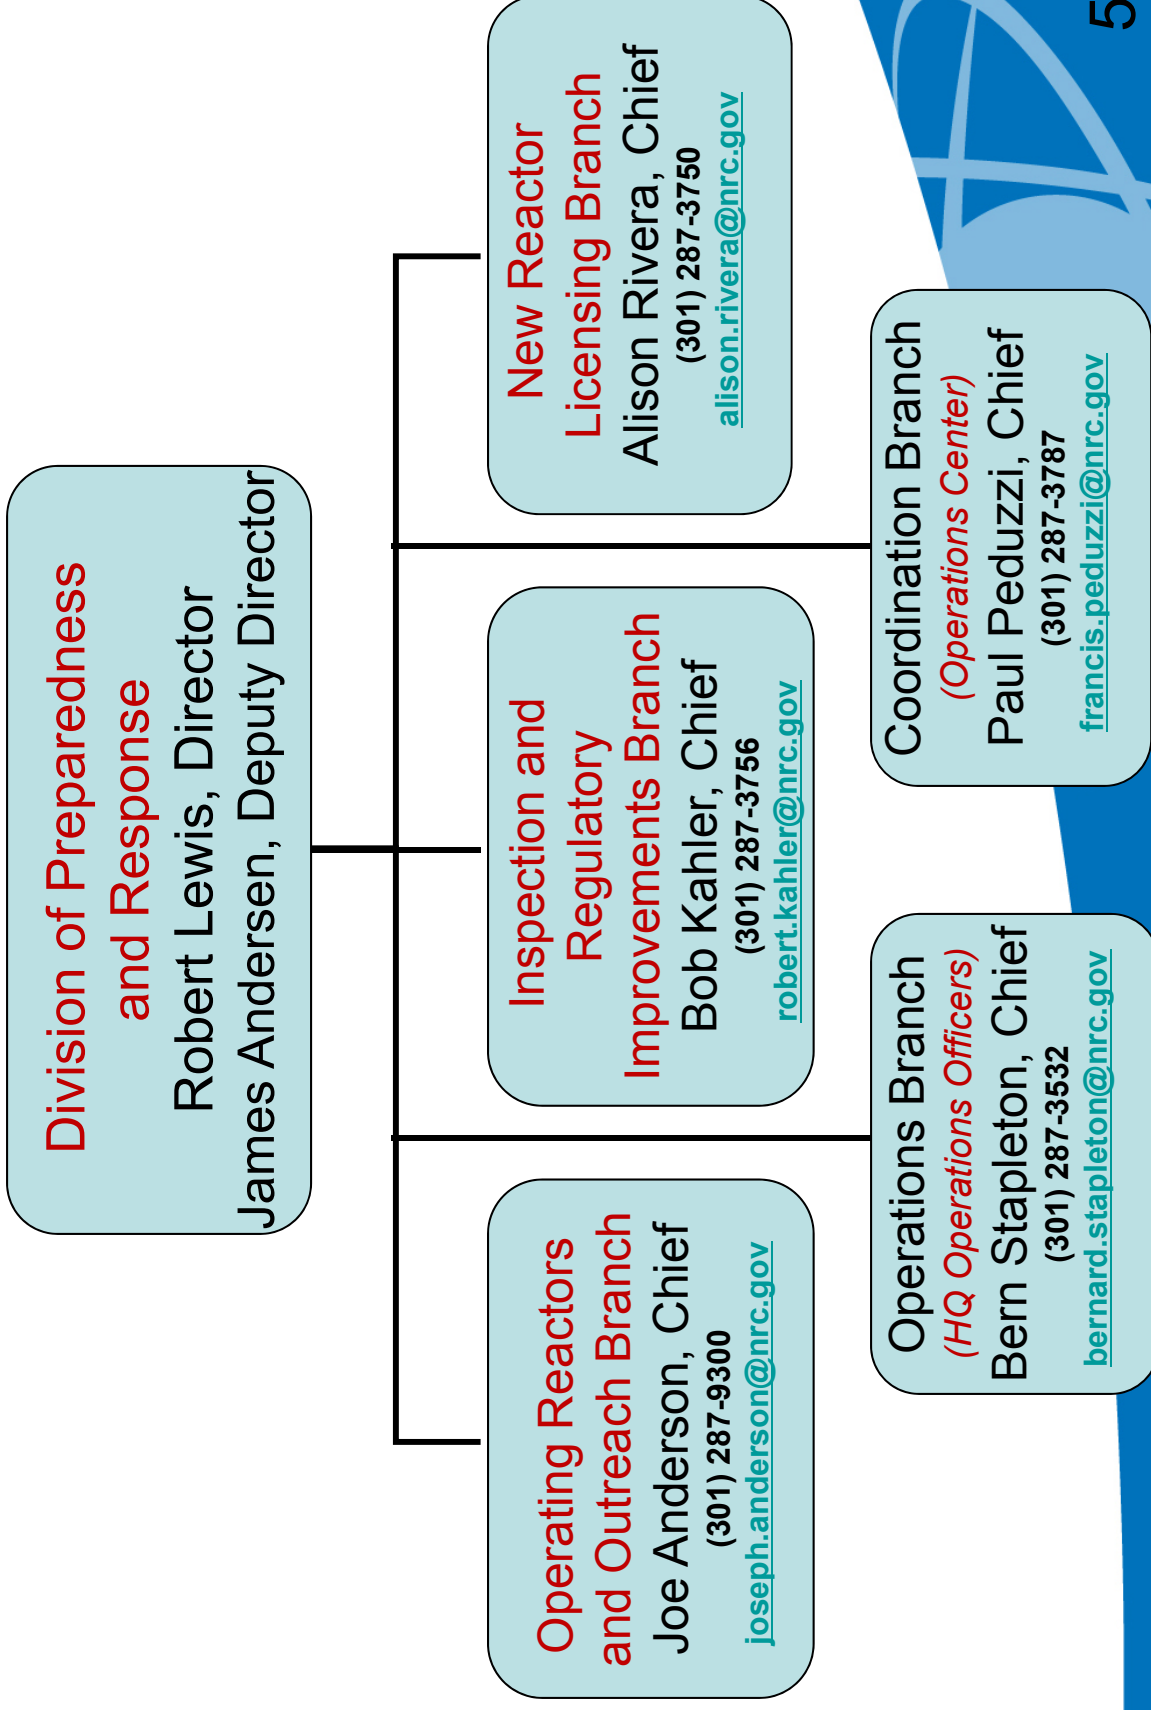 Division of Preparedness
and Response
Robert Lewis, Director
James Andersen, Deputy Director
Operating Reactors
and Outreach Branch
Joe Anderson, Chief
(301) 287-9300
joseph.anderson@nrc.gov
Inspection and
Regulatory
Improvements Branch
Bob Kahler, Chief
(301) 287-3756
robert.kahler@nrc.gov
New Reactor
Licensing Branch
Alison Rivera, Chief
(301) 287-3750
alison.rivera@nrc.gov
Operations Branch
(HQ Operations Officers)
Bern Stapleton, Chief
(301) 287-3532
bernard.stapleton@nrc.gov
Coordination Branch
(Operations Center)
Paul Peduzzi, Chief
(301) 287-3787
francis.peduzzi@nrc.gov
5